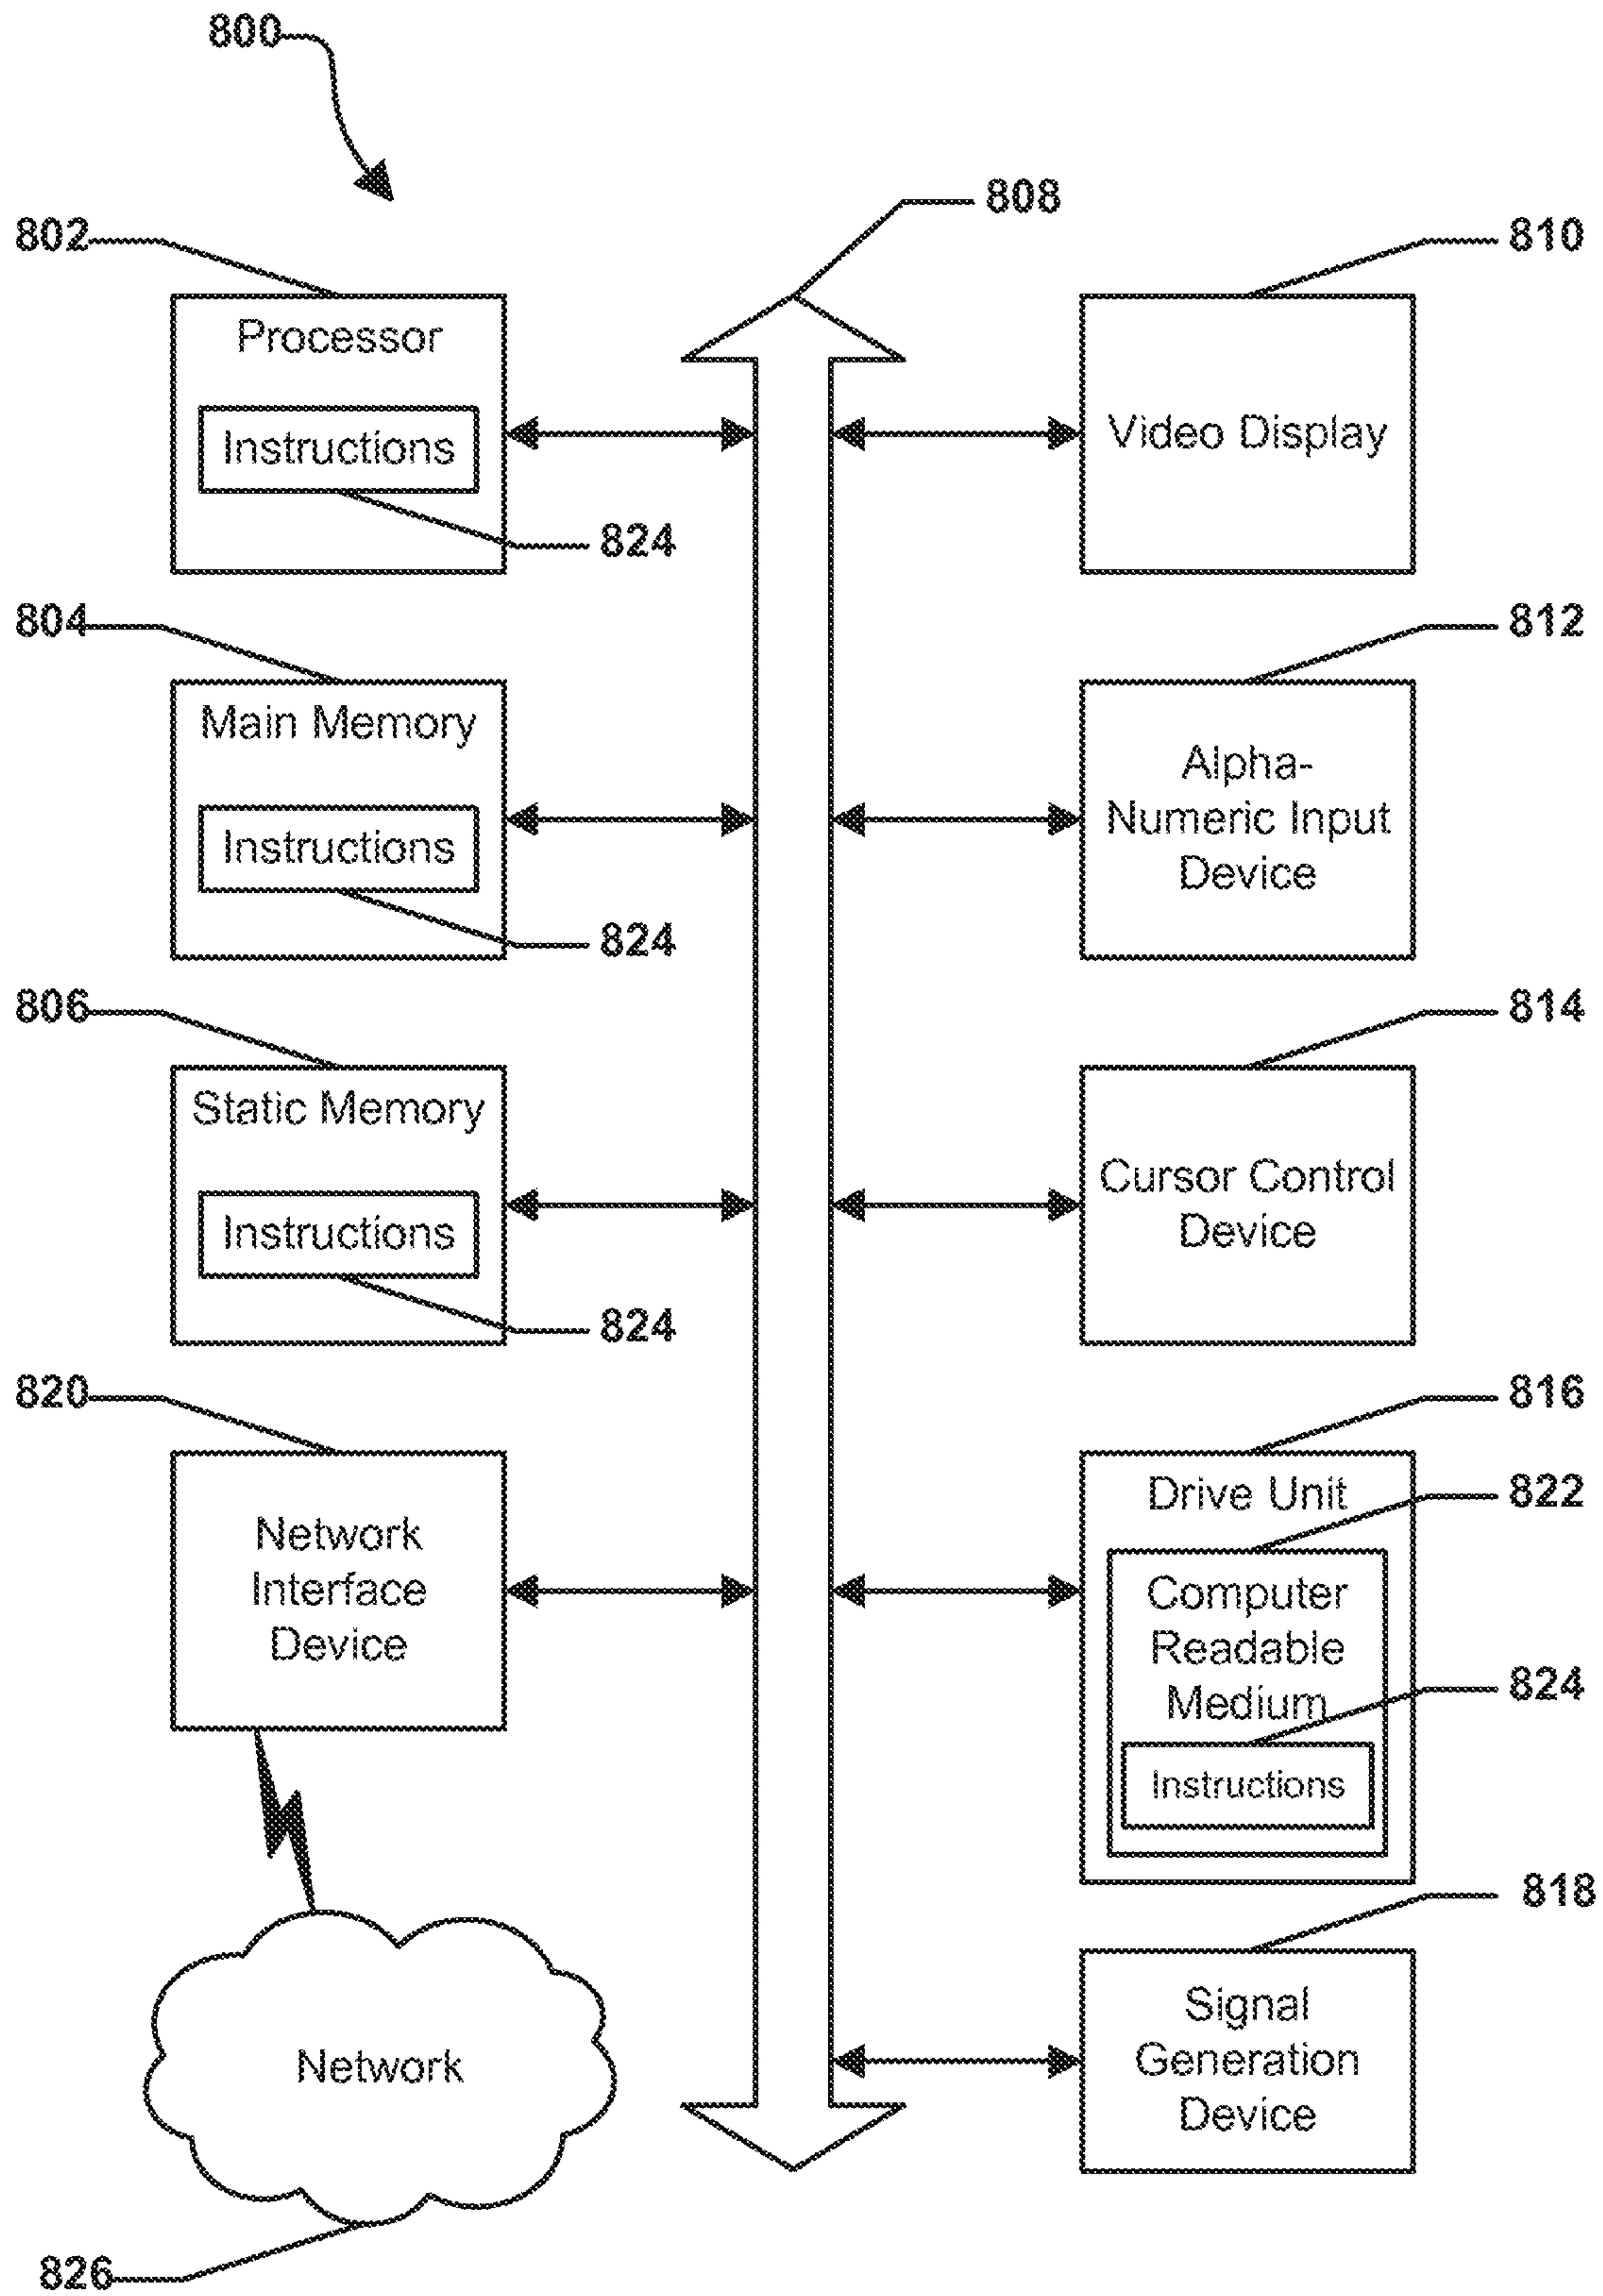 800
808
802
810
Processor
Instructions
824
Video Display
804
812
Main Memory
Instructions
824
Alpha-
Numeric Input
Device
806
814
Static Memory
Instructions
824
Cursor Control
Device
820
816
Network
Interface
Device
Drive Unit
822
Computer
Readable
Medium
824
Instructions
818
Signal
Generation
Device
Network
826